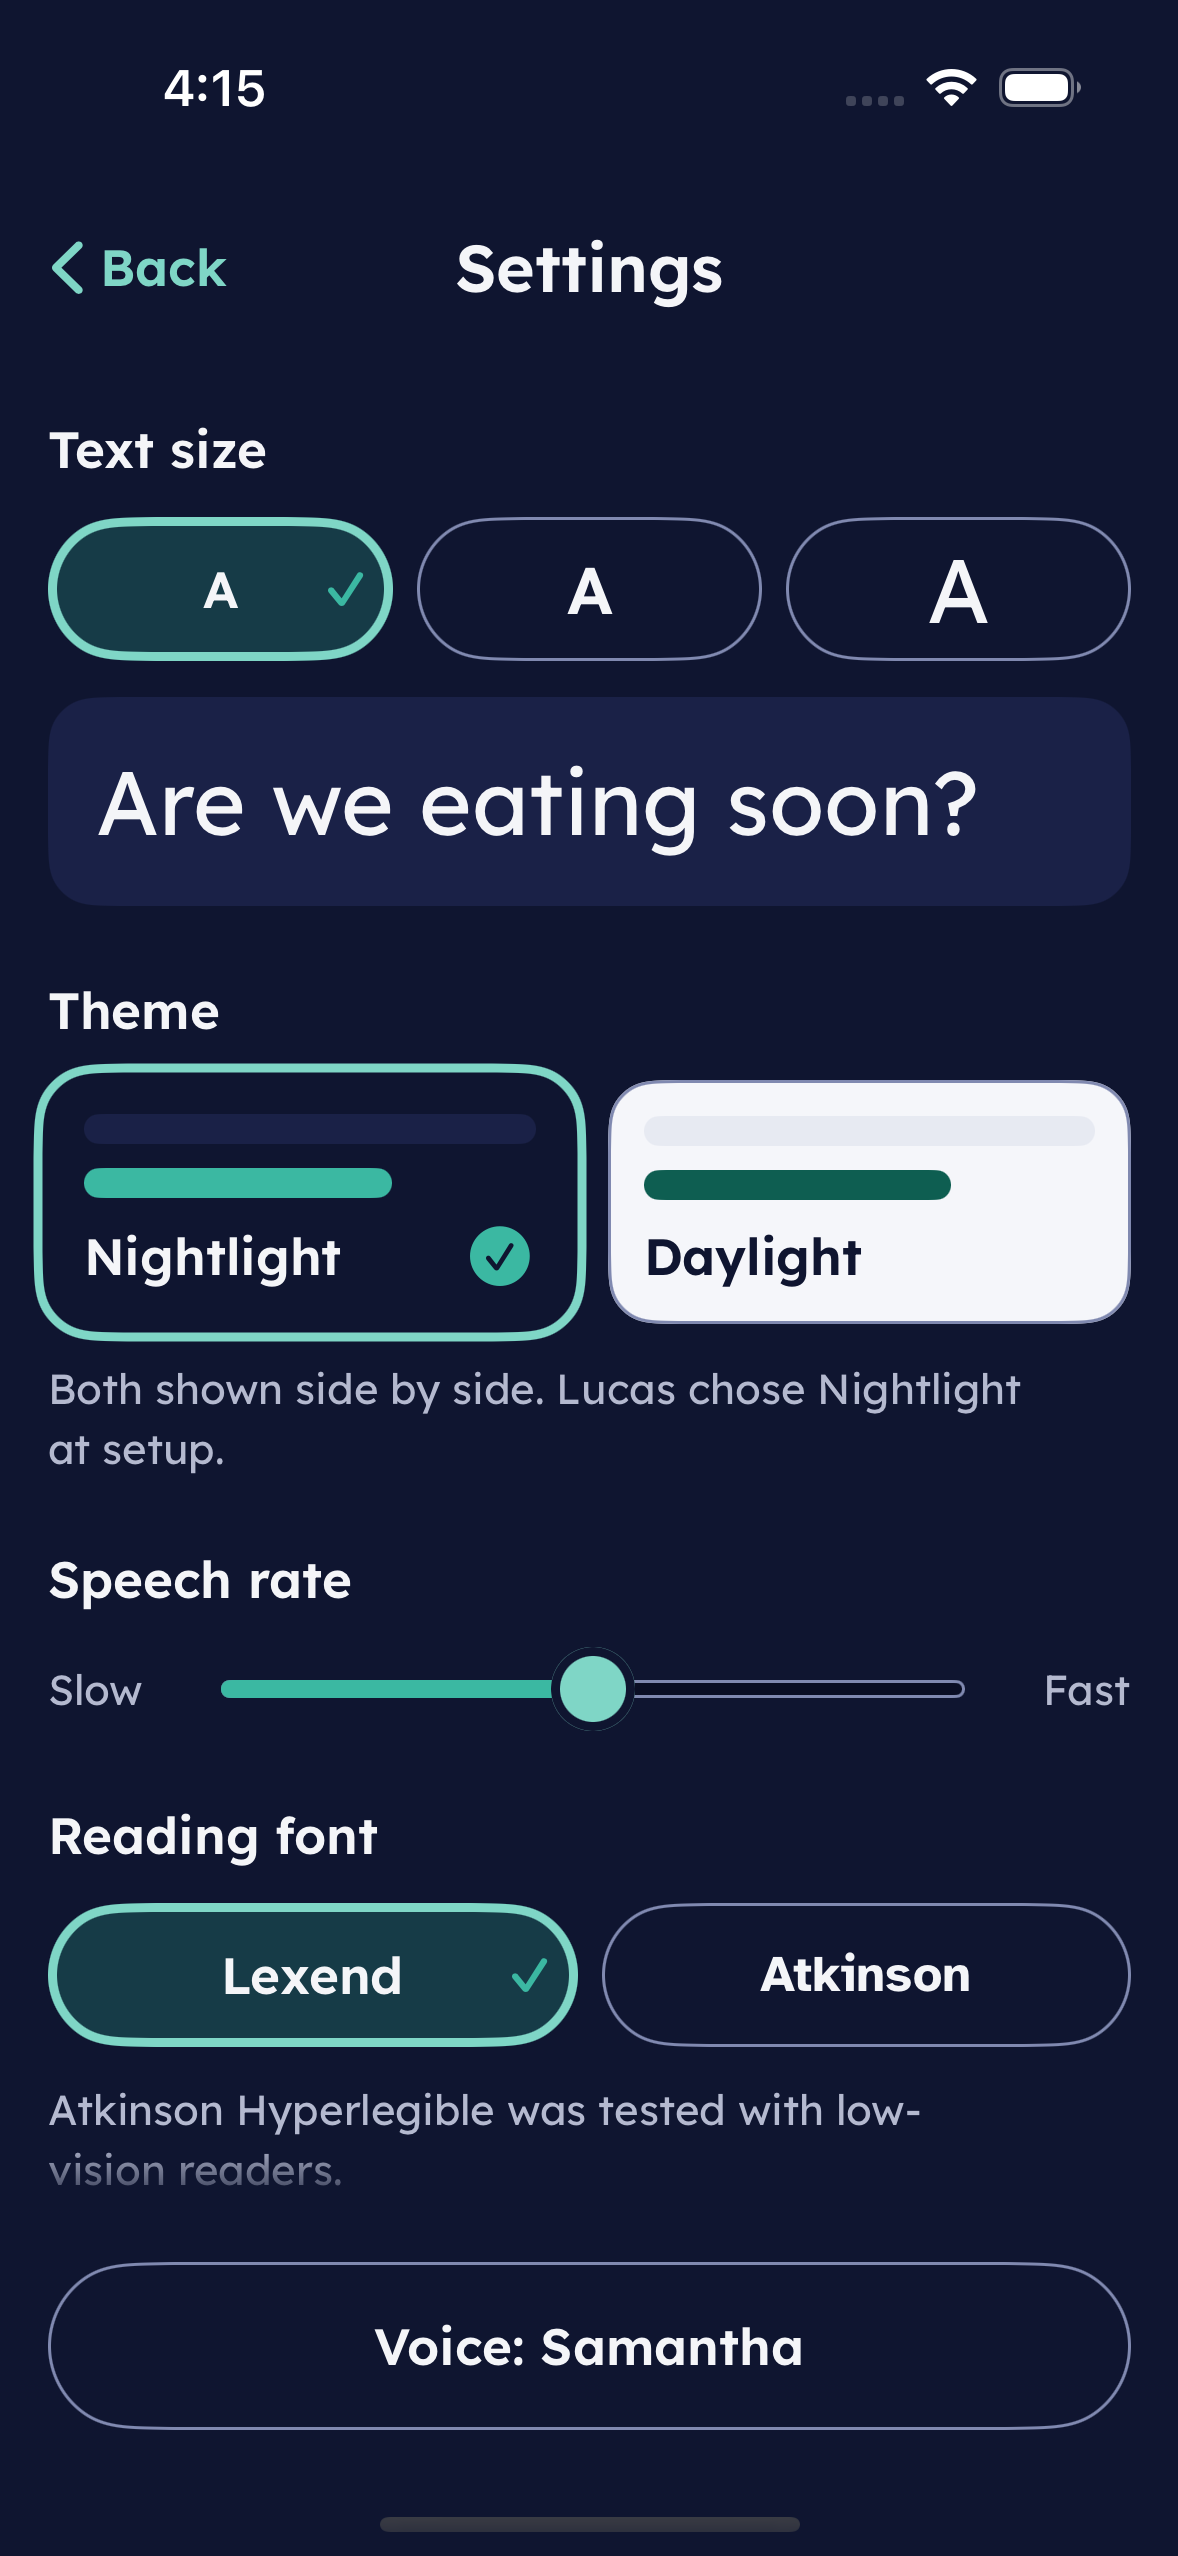 4:15
Back
Settings
Text size
A
A
A
Are we eating soon?
Theme
Nightlight
Daylight
Both shown side by side. Lucas chose Nightlight
at setup.
Speech rate
Slow
Fast
Reading font
Lexend
Atkinson
Atkinson Hyperlegible was tested with low-
vision readers.
Voice: Samantha